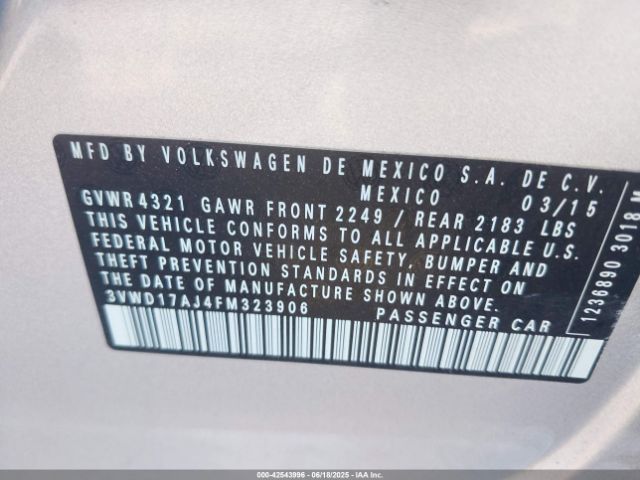 MFD BY VOLKSWAGEN DE MEXICO S.A. DE C.V.
MEXICO 03/15
GVWR 4321 GAWR FRONT 2249 / REAR 2183 LBS
THIS VEHICLE CONFORMS TO ALL APPLICABLE U.S.
FEDERAL MOTOR VEHICLE SAFETY, BUMPER AND
THEFT PREVENTION STANDARDS IN EFFECT ON
THE DATE OF MANUFACTURE SHOWN ABOVE.
3VWD17AJ4FM323906 PASSENGER CAR
1236890 3018 M
000-42543996 - 06/18/2025 - IAA Inc.